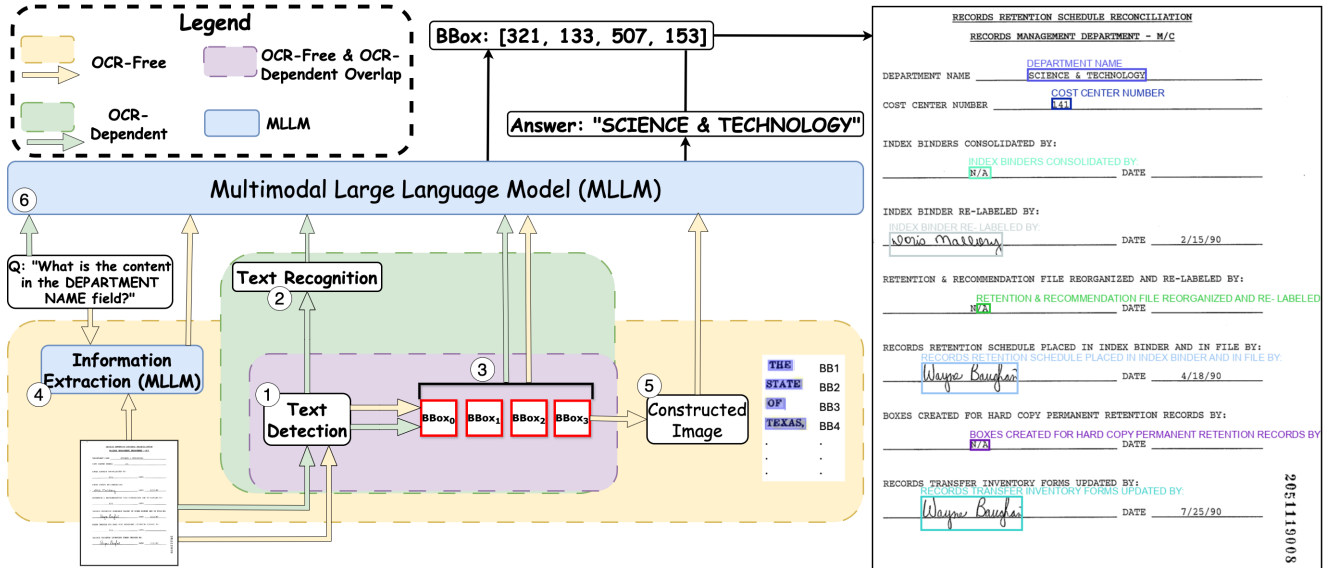 Legend
OCR-Free
OCR-Free & OCR-
Dependent Overlap
OCR-
Dependent
MLLM
BBox: [321, 133, 507, 153]
Answer: "SCIENCE & TECHNOLOGY"
Multimodal Large Language Model (MLLM)
6
Q: "What is the content
in the DEPARTMENT
NAME field?"
Text Recognition
2
Information
Extraction (MLLM)
4
1
Text
Detection
3
BBox0
BBox1
BBox2
BBox3
5
Constructed
Image
THE BB1
STATE BB2
OF BB3
TEXAS, BB4
. .
. .
RECORDS RETENTION SCHEDULE RECONCILIATION
RECORDS MANAGEMENT DEPARTMENT - M/C
DEPARTMENT NAME
DEPARTMENT NAME SCIENCE & TECHNOLOGY
COST CENTER NUMBER
COST CENTER NUMBER 141
INDEX BINDERS CONSOLIDATED BY:
INDEX BINDERS CONSOLIDATED BY:
N/A DATE
INDEX BINDER RE-LABELED BY:
INDEX BINDER RE- LABELED BY:
Doris Mallory DATE 2/15/90
RETENTION & RECOMMENDATION FILE REORGANIZED AND RE-LABELED BY:
RETENTION & RECOMMENDATION FILE REORGANIZED AND RE- LABELED
N/A DATE
RECORDS RETENTION SCHEDULE PLACED IN INDEX BINDER AND IN FILE BY:
RECORDS RETENTION SCHEDULE PLACED IN INDEX BINDER AND IN FILE BY:
Wayne Baughan DATE 4/18/90
BOXES CREATED FOR HARD COPY PERMANENT RETENTION RECORDS BY:
BOXES CREATED FOR HARD COPY PERMANENT RETENTION RECORDS BY
N/A DATE
RECORDS TRANSFER INVENTORY FORMS UPDATED BY:
RECORDS TRANSFER INVENTORY FORMS UPDATED BY:
Wayne Baughan DATE 7/25/90
2051119008